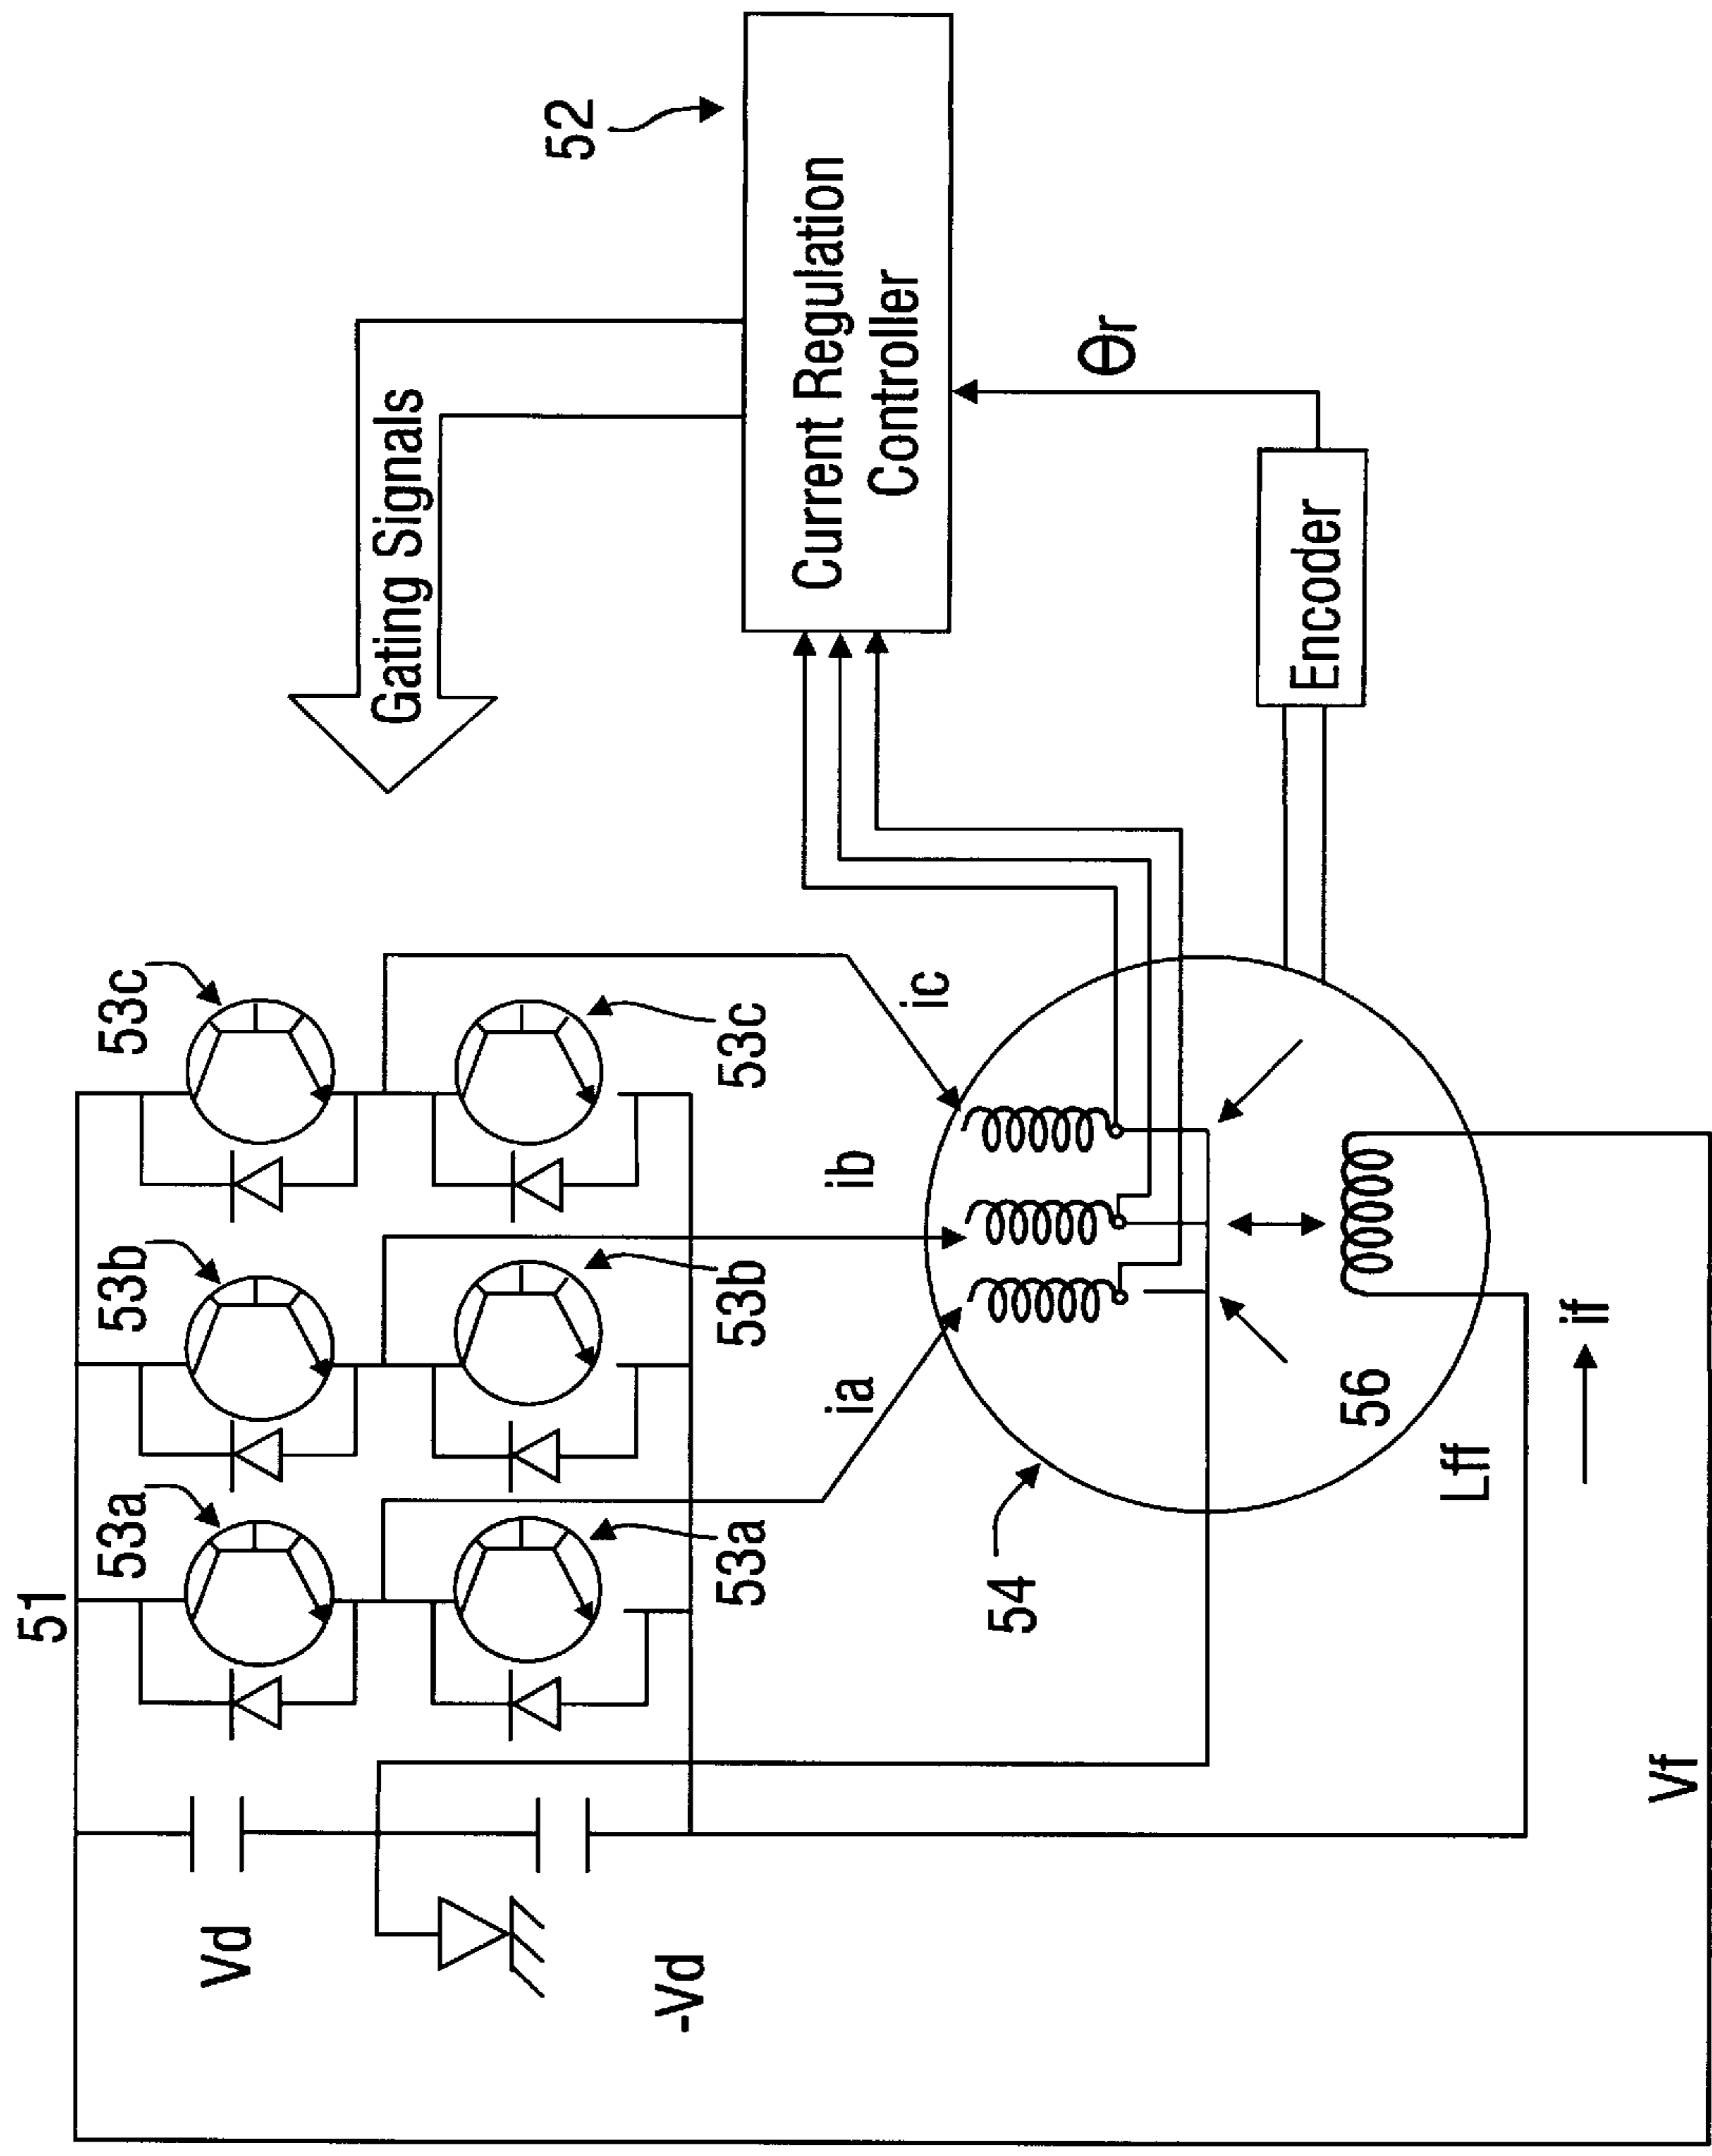 51
53a
53b
53c
Gating Signals
52
Vd
-Vd
53a
53b
53c
ia
ib
ic
Current Regulation
Controller
54
56
Lff
θr
Encoder
if
Vf